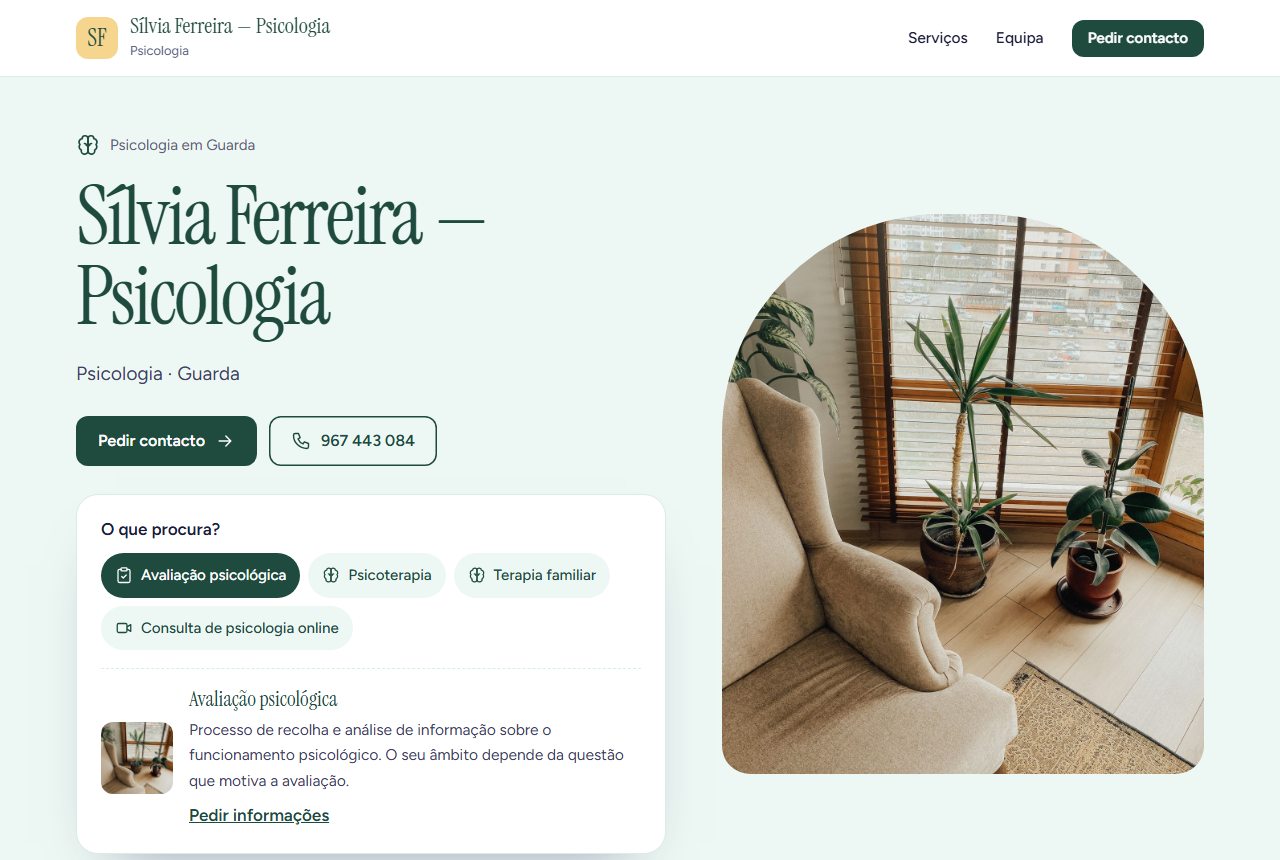 SF
Sílvia Ferreira — Psicologia
Psicologia
Serviços
Equipa
Pedir contacto
Psicologia em Guarda
Sílvia Ferreira —
Psicologia
Psicologia · Guarda
Pedir contacto
967 443 084
O que procura?
Avaliação psicológica
Psicoterapia
Terapia familiar
Consulta de psicologia online
Avaliação psicológica
Processo de recolha e análise de informação sobre o
funcionamento psicológico. O seu âmbito depende da questão
que motiva a avaliação.
Pedir informações